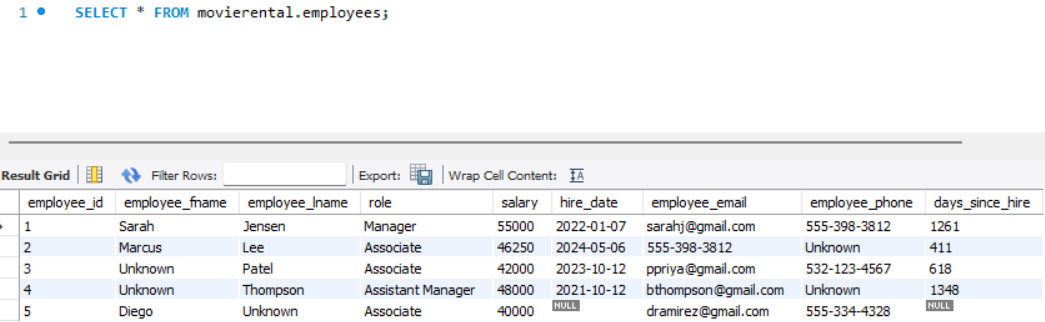 1 SELECT * FROM movierental.employees;
Result Grid Filter Rows: Export: Wrap Cell Content: IA
employee_id employee_fname employee_lname role salary hire_date employee_email employee_phone days_since_hire
1 Sarah Jensen Manager 55000 2022-01-07 sarahj@gmail.com 555-398-3812 1261
2 Marcus Lee Associate 46250 2024-05-06 555-398-3812 Unknown 411
3 Unknown Patel Associate 42000 2023-10-12 ppriya@gmail.com 532-123-4567 618
4 Unknown Thompson Assistant Manager 48000 2021-10-12 bthompson@gmail.com Unknown 1348
5 Diego Unknown Associate 40000 NULL dramirez@gmail.com 555-334-4328 NULL